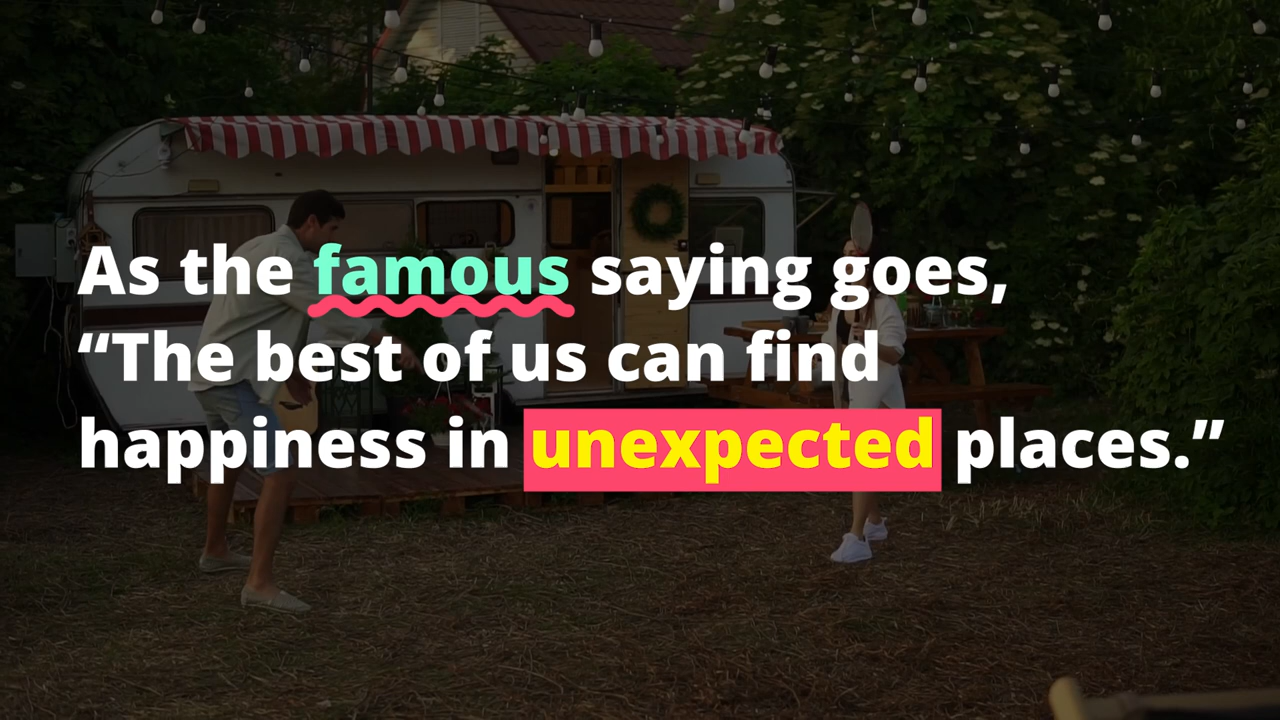 As the famous saying goes,
“The best of us can find
happiness in unexpected places.”